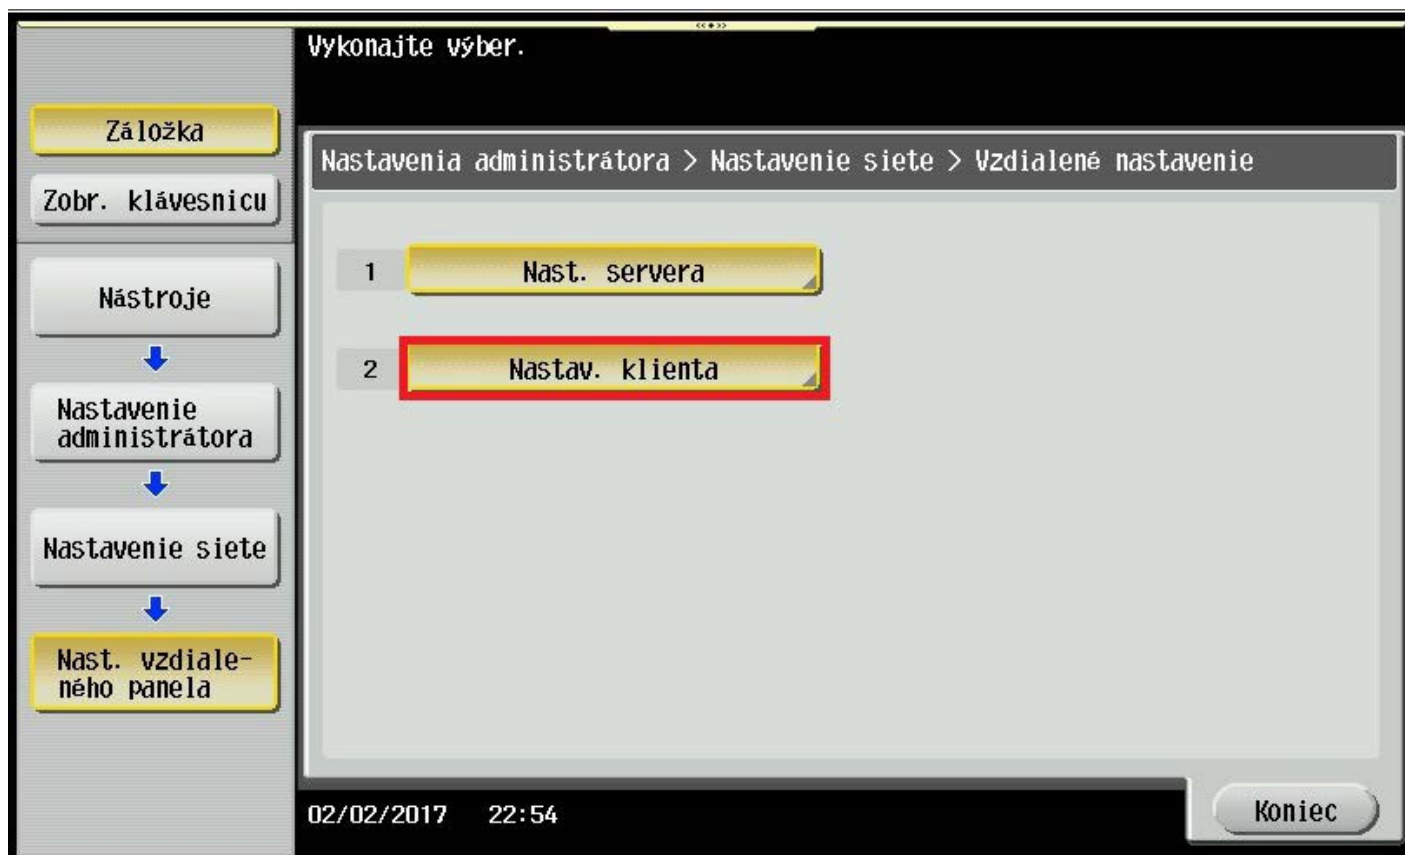 Vykonajte výber.
Záložka
Zobr. klávesnicu
Nástroje
Nastavenie
administrátora
Nastavenie siete
Nast. vzdiale-
ného panela
Nastavenia administrátora > Nastavenie siete > Vzdialené nastavenie
1 Nast. servera
2 Nastav. klienta
02/02/2017 22:54
Koniec